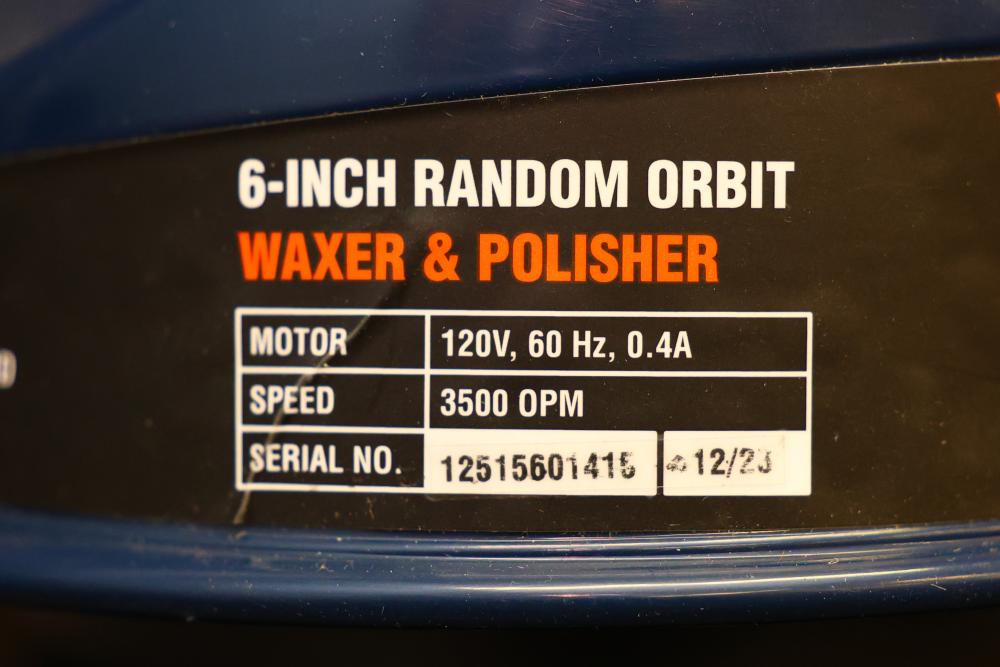 6-INCH RANDOM ORBIT
WAXER & POLISHER
MOTOR 120V, 60 Hz, 0.4A
SPEED 3500 OPM
SERIAL NO.